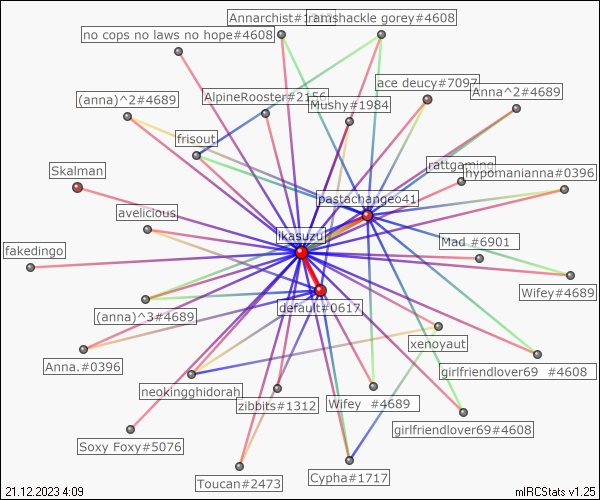 Annarchist#1312
ramshackle gorey#4608
no cops no laws no hope#4608
ace deucy#7097
(anna)^2#4689
AlpineRooster#2156
Mushy#1984
Anna^2#4689
frisout
Skalman
rattgaming
hypomanianna#0396
pastachangeo41
avelicious
ikasuzu
fakedingo
Mad #6901
Wifey#4689
(anna)^3#4689
default#0617
xenoyaut
Anna.#0396
girlfriendlover69 #4608
neokingghidorah
zibbits#1312
Wifey #4689
Soxy Foxy#5076
girlfriendlover69#4608
Toucan#2473
Cypha#1717
21.12.2023 4:09
mIRCStats v1.25